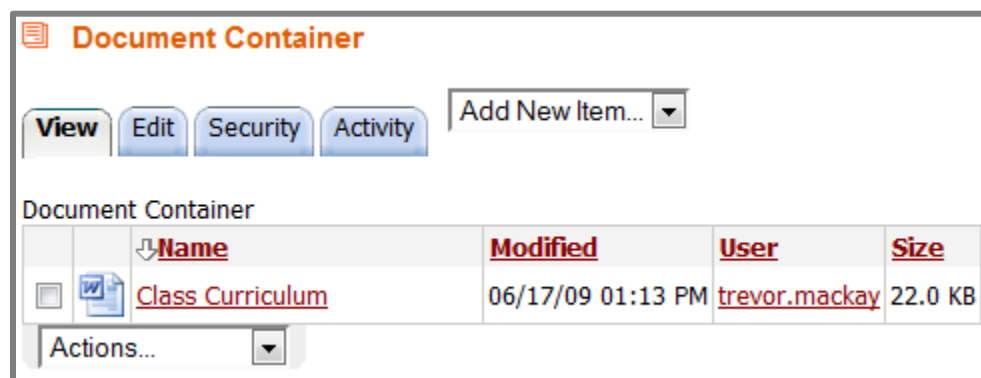 Document Container
View Edit Security Activity Add New Item...
Document Container
Name Modified User Size
Class Curriculum 06/17/09 01:13 PM trevor.mackay 22.0 KB
Actions...